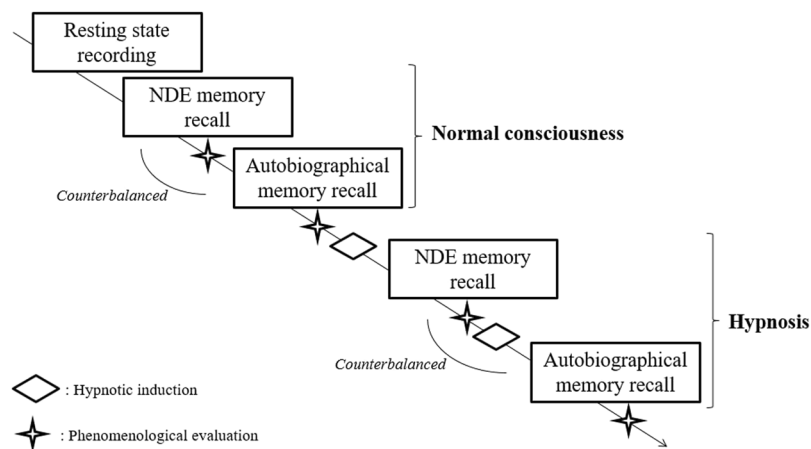 Resting state
recording
NDE memory
recall
Normal consciousness
Autobiographical
memory recall
Counterbalanced
NDE memory
recall
Hypnosis
Autobiographical
memory recall
Counterbalanced
: Hypnotic induction
: Phenomenological evaluation